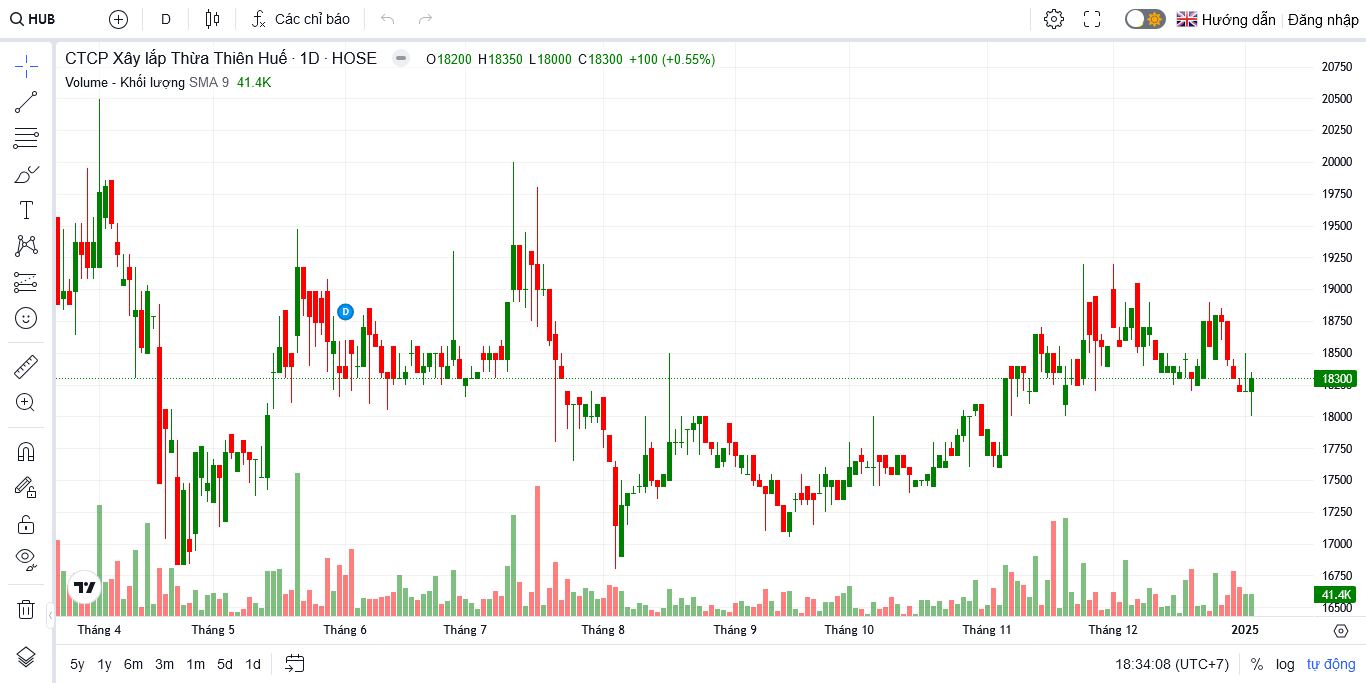 HUB D Các chỉ báo Hướng dẫn Đăng nhập
CTCP Xây lắp Thừa Thiên Huế · 1D · HOSE O18200 H18350 L18000 C18300 +100 (+0.55%)
Volume - Khối lượng SMA 9 41.4K
20750
20500
20250
20000
19750
19500
19250
19000
18750
18500
18300
18000
17750
17500
17250
17000
16750
41.4K
16500
D
Tháng 4 Tháng 5 Tháng 6 Tháng 7 Tháng 8 Tháng 9 Tháng 10 Tháng 11 Tháng 12 2025
5y 1y 6m 3m 1m 5d 1d 18:34:08 (UTC+7) % log tự động